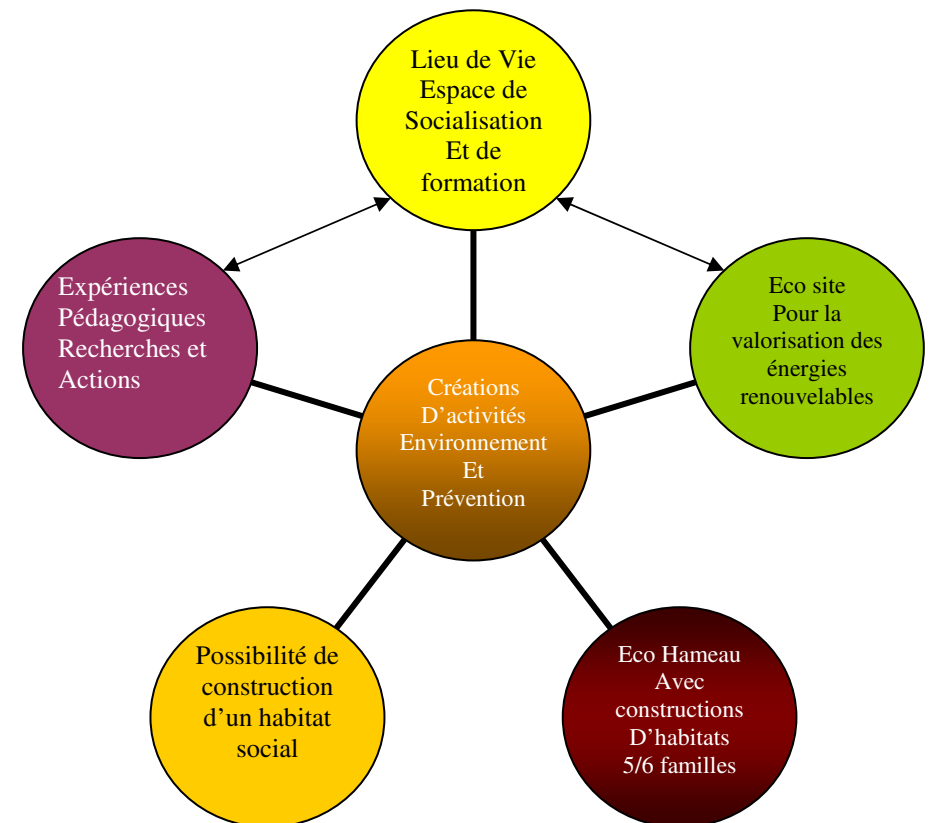 Lieu de Vie
Espace de
Socialisation
Et de
formation
Expériences
Pédagogiques
Recherches et
Actions
Eco site
Pour la
valorisation des
énergies
renouvelables
Créations
D’activités
Environnement
Et
Prévention
Possibilité de
construction
d’un habitat
social
Eco Hameau
Avec
constructions
D’habitats
5/6 familles